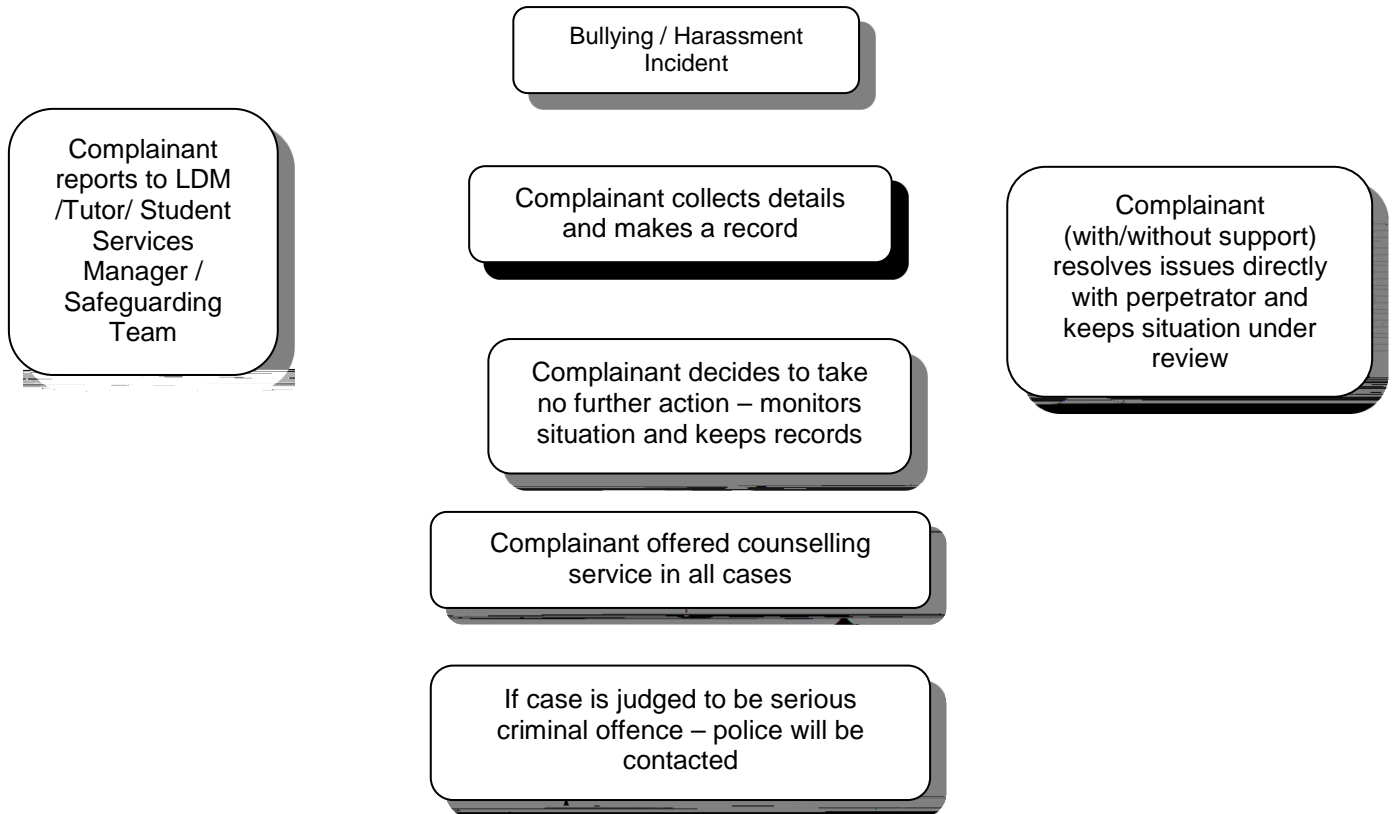 Bullying / Harassment
Incident
Complainant
reports to LDM
/Tutor/ Student
Services
Manager /
Safeguarding
Team
Complainant collects details
and makes a record
Complainant
(with/without support)
resolves issues directly
with perpetrator and
keeps situation under
review
Complainant decides to take
no further action – monitors
situation and keeps records
Complainant offered counselling
service in all cases
If case is judged to be serious
criminal offence – police will be
contacted